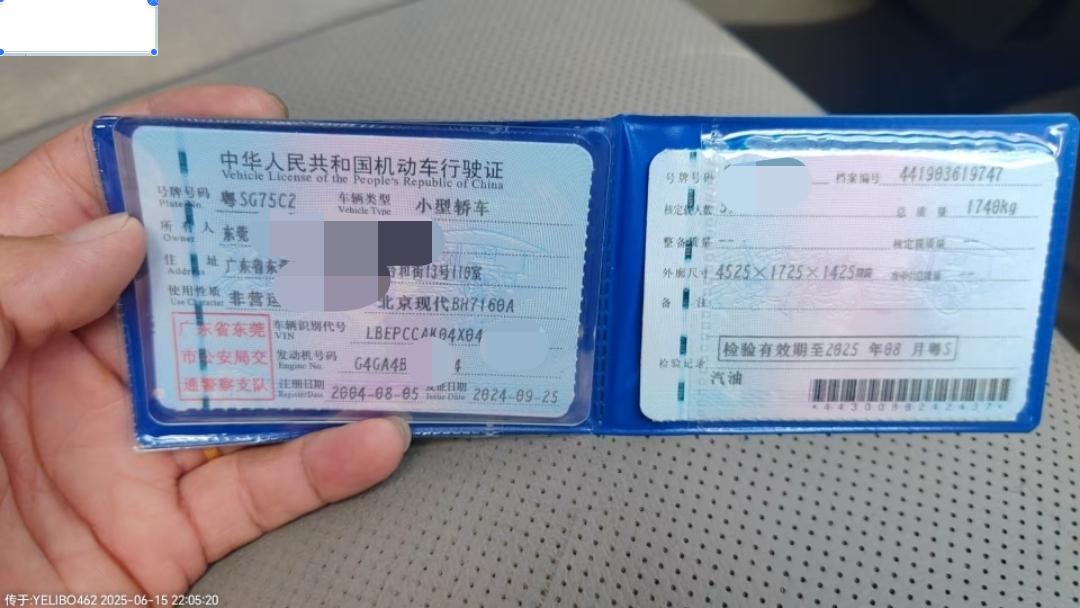 中华人民共和国机动车行驶证
Vehicle License of the People's Republic of China
号牌号码 粤SG75C2 车辆类型 小型轿车
Plate No. Vehicle Type
所有人 东莞
Owner
住址 广东省东 和街13号110室
Address
使用性质 非营运 北京现代BH7160A
Use Character
广东省东莞
市公安局交
通警察支队
车辆识别代号 LBEPCCAK04X04
VIN
发动机号码 G4GA4B
Engine No.
注册日期 2004-08-05 发证日期 2024-09-25
Register Date Issue Date
号牌号码 档案编号 441903619747
核定载人数 总质量 1740kg
整备质量 -- 核定载质量
外廓尺寸 4525×1725×1425
备注
检验有效期至2025 年08 月粤S
检验记录
汽油
*4430098242437*
传于:YELIBO462 2025-06-15 22:05:20